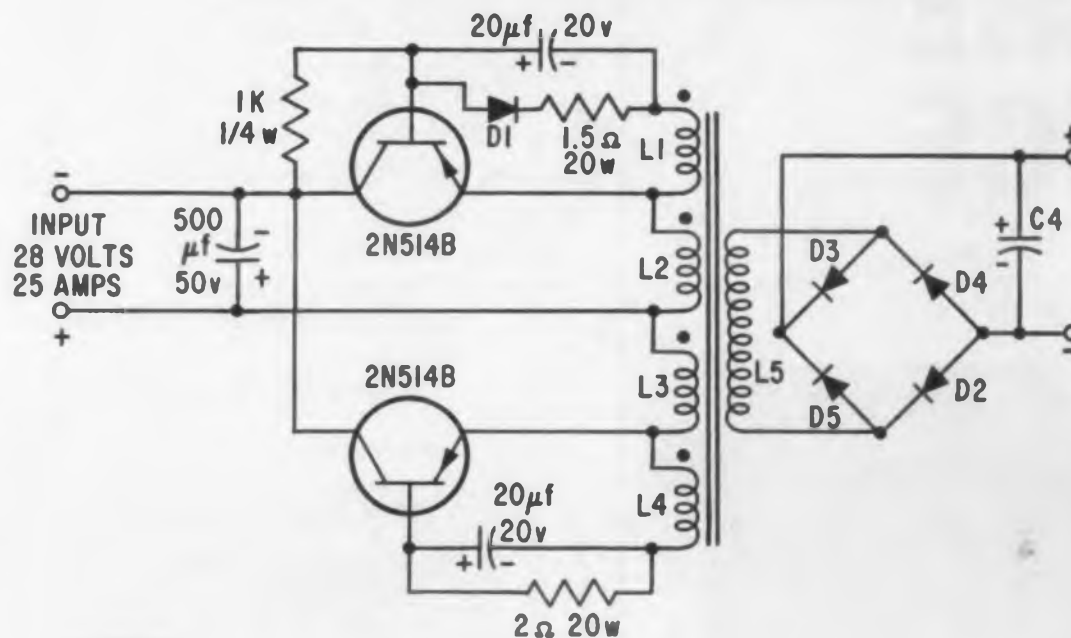 20µf, 20v
+ -
1K
1/4 w
D1
1.5Ω
20w
L1
-
INPUT
28 VOLTS
25 AMPS
+
500
µf
50v
-
+
2N514B
L2
L3
L4
L5
D3
D4
D5
D2
+
C4
-
+
-
2N514B
20µf
20v
+ -
2Ω 20w